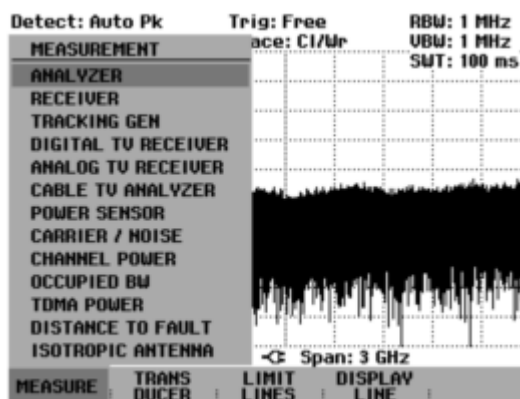 Detect: Auto Pk Trig: Free RBW: 1 MHz
ace: Cl/Wr VBW: 1 MHz
SWT: 100 ms
MEASUREMENT
ANALYZER
RECEIVER
TRACKING GEN
DIGITAL TV RECEIVER
ANALOG TV RECEIVER
CABLE TV ANALYZER
POWER SENSOR
CARRIER / NOISE
CHANNEL POWER
OCCUPIED BW
TDMA POWER
DISTANCE TO FAULT
ISOTROPIC ANTENNA
Span: 3 GHz
MEASURE TRANS LIMIT DISPLAY
DUCER LINES LINE